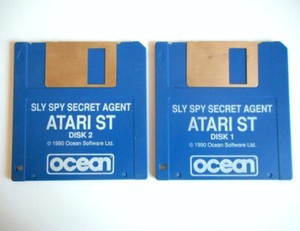 SLY SPY SECRET AGENT
ATARI ST
DISK 2
© 1990 Ocean Software Ltd.
ocean
SLY SPY SECRET AGENT
ATARI ST
DISK 1
© 1990 Ocean Software Ltd.
ocean